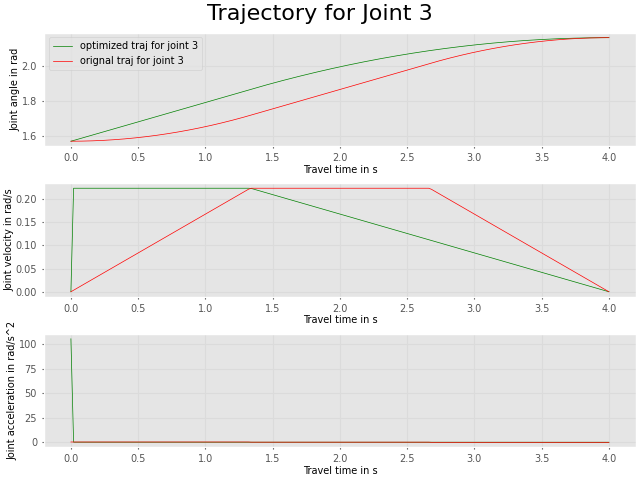 Trajectory for Joint 3
optimized traj for joint 3
orignal traj for joint 3
Joint angle in rad
2.0
1.8
1.6
0.0 0.5 1.0 1.5 2.0 2.5 3.0 3.5 4.0
Travel time in s
Joint velocity in rad/s
0.20
0.15
0.10
0.05
0.00
0.0 0.5 1.0 1.5 2.0 2.5 3.0 3.5 4.0
Travel time in s
Joint acceleration in rad/s^2
100
75
50
25
0
0.0 0.5 1.0 1.5 2.0 2.5 3.0 3.5 4.0
Travel time in s